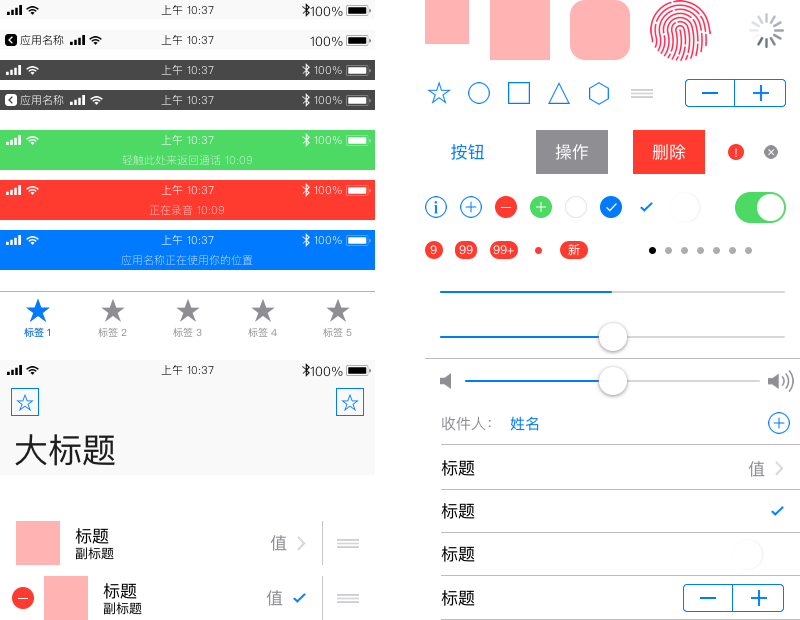 上午 10:37 100%
应用名称 上午 10:37 100%
上午 10:37 100%
应用名称 上午 10:37 100%
上午 10:37 100%
轻触此处来返回通话 10:09
上午 10:37 100%
正在录音 10:09
上午 10:37 100%
应用名称正在使用你的位置
标签 1 标签 2 标签 3 标签 4 标签 5
上午 10:37 100%
大标题
标题
副标题
值
标题
副标题
值
按钮 操作 删除
9 99 99+ 新
收件人： 姓名
标题 值
标题
标题
标题